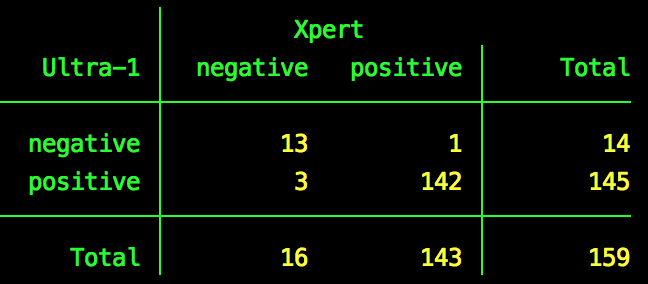 Xpert
Ultra-1 negative positive Total
negative 13 1 14
positive 3 142 145
Total 16 143 159